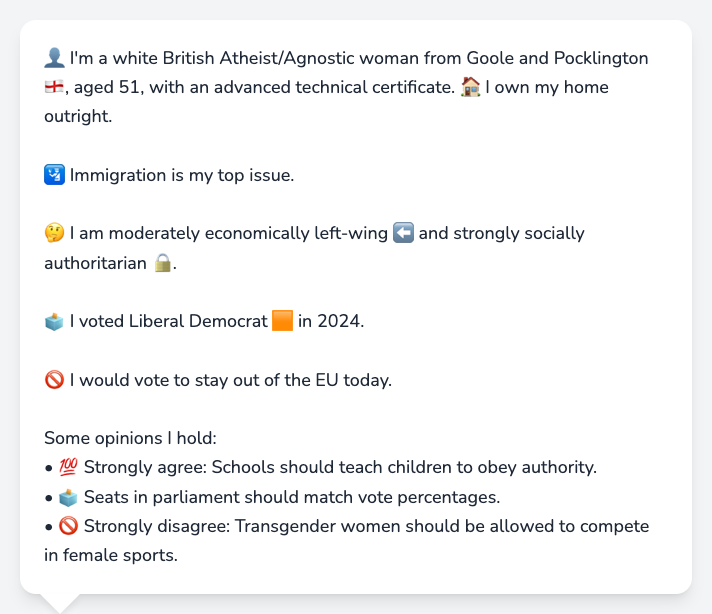 👤 I'm a white British Atheist/Agnostic woman from Goole and Pocklington
🏴󠁧󠁢󠁥󠁮󠁧󠁿, aged 51, with an advanced technical certificate. 🏠 I own my home
outright.
🛂 Immigration is my top issue.
🤔 I am moderately economically left-wing ⬅️ and strongly socially
authoritarian 🔒.
🗳️ I voted Liberal Democrat 🟧 in 2024.
🚫 I would vote to stay out of the EU today.
Some opinions I hold:
• 💯 Strongly agree: Schools should teach children to obey authority.
• 🗳️ Seats in parliament should match vote percentages.
• 🚫 Strongly disagree: Transgender women should be allowed to compete
in female sports.